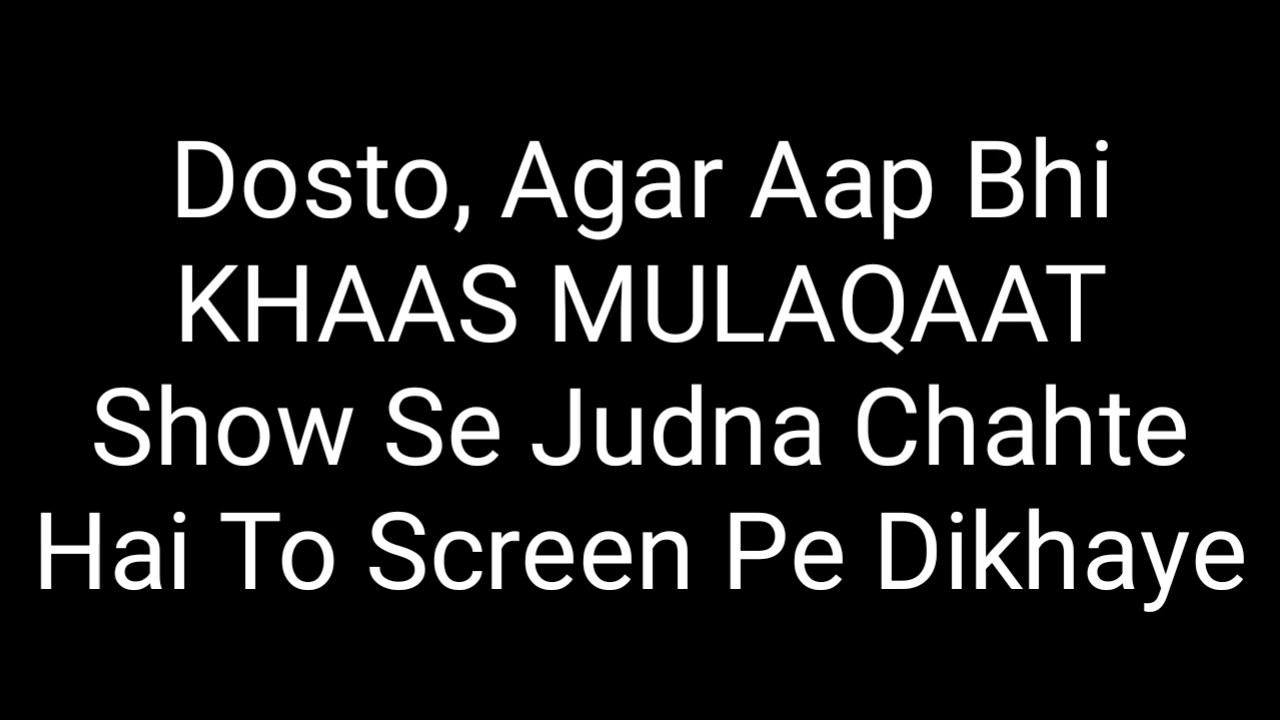 Dosto, Agar Aap Bhi
KHAAS MULAQAAT
Show Se Judna Chahte
Hai To Screen Pe Dikhaye